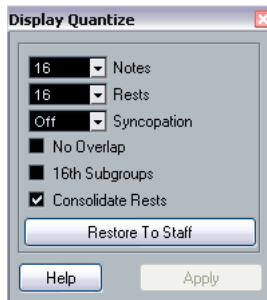 Display Quantize
16 Notes
16 Rests
Off Syncopation
No Overlap
16th Subgroups
Consolidate Rests
Restore To Staff
Help Apply